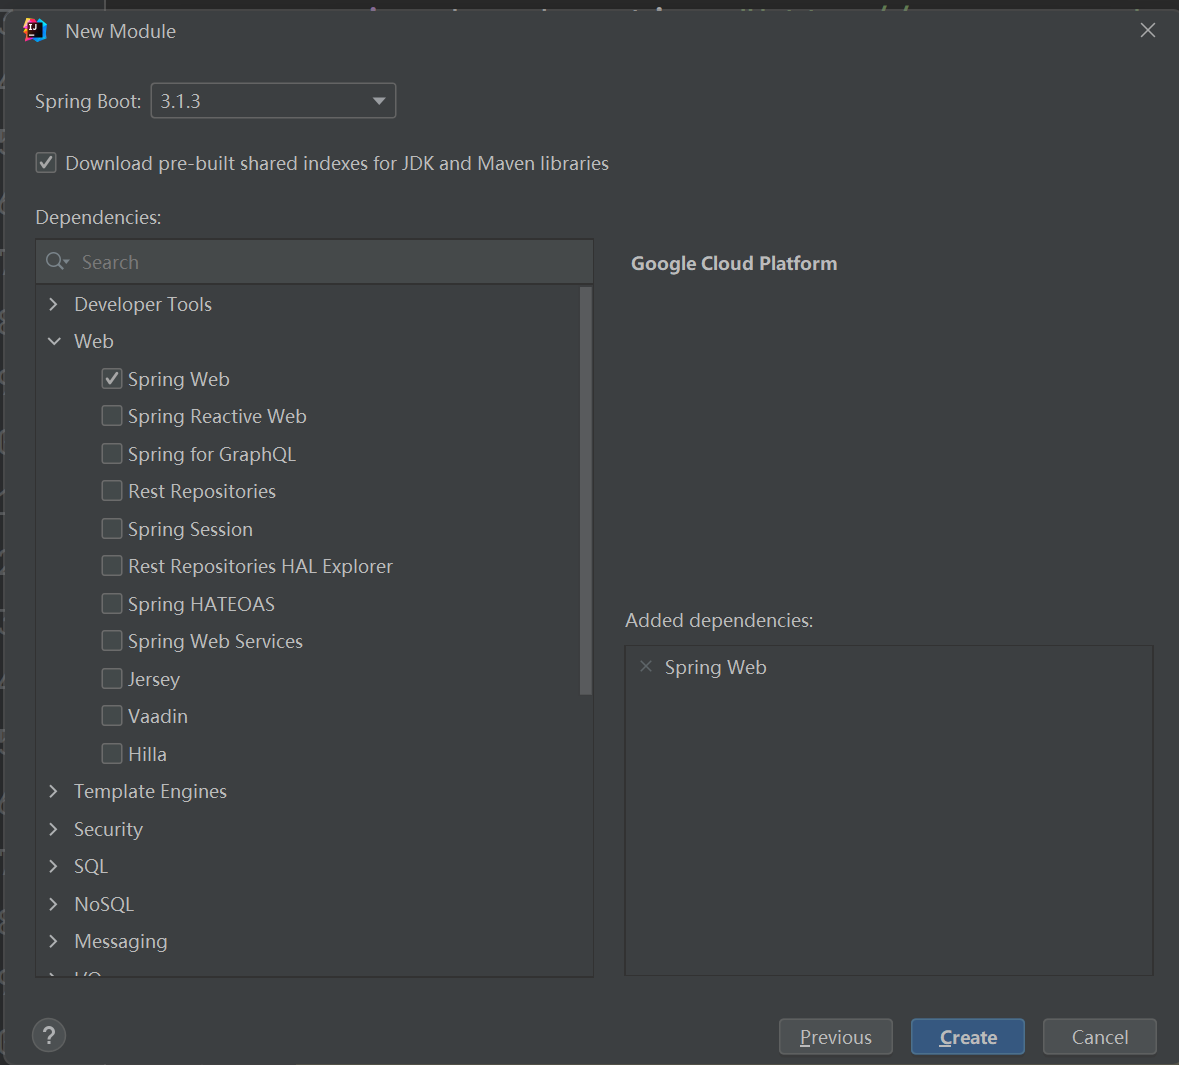 New Module
Spring Boot: 3.1.3
Download pre-built shared indexes for JDK and Maven libraries
Dependencies:
Search
Developer Tools
Web
Spring Web
Spring Reactive Web
Spring for GraphQL
Rest Repositories
Spring Session
Rest Repositories HAL Explorer
Spring HATEOAS
Spring Web Services
Jersey
Vaadin
Hilla
Template Engines
Security
SQL
NoSQL
Messaging
I/O
Google Cloud Platform
Added dependencies:
Spring Web
?
Previous
Create
Cancel